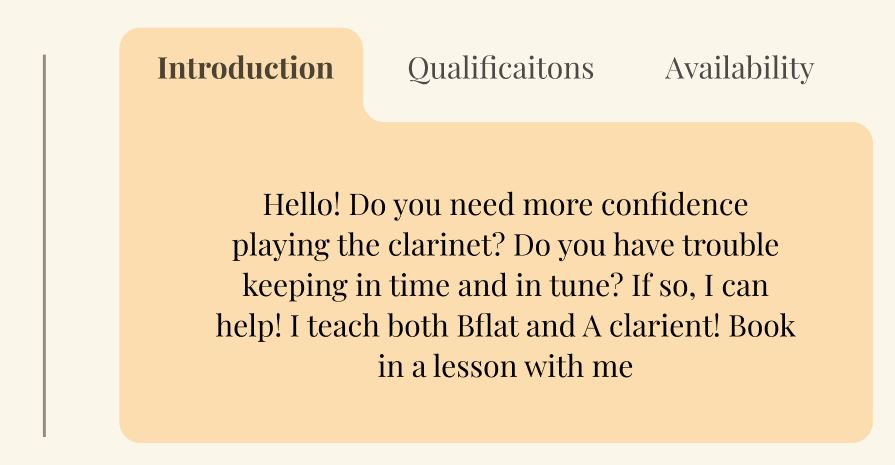 Introduction
Qualificaitons
Availability
Hello! Do you need more confidence
playing the clarinet? Do you have trouble
keeping in time and in tune? If so, I can
help! I teach both Bflat and A clarient! Book
in a lesson with me